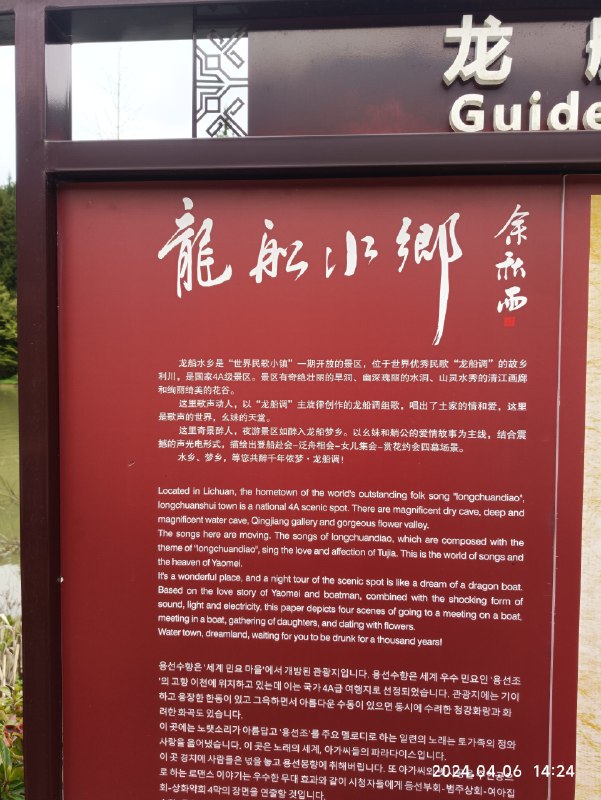 龙
Guide
龍船水鄉
余秋雨
龙船水乡是“世界民歌小镇”一期开放的景区，位于世界优秀民歌“龙船调”的故乡
利川，是国家4A级景区。景区有奇绝壮丽的旱洞、幽深瑰丽的水洞、山灵水秀的清江画廊
和绚丽绮美的花谷。
这里歌声动人，以“龙船调”主旋律创作的龙船调组歌，唱出了土家的情和爱，这里
是歌声的世界，幺妹的天堂。
这里奇景醉人，夜游景区如醉入龙船梦乡。以幺妹和艄公的爱情故事为主线，结合震
撼的声光电形式，描绘出登船赴会-泛舟相会-女儿集会-赏花约会四幕场景。
水乡、梦乡，等您共醉千年依梦·龙船调！
Located in Lichuan, the hometown of the world's outstanding folk song "longchuandiao",
longchuanshui town is a national 4A scenic spot. There are magnificent dry cave, deep and
magnificent water cave, Qingjiang gallery and gorgeous flower valley.
The songs here are moving. The songs of longchuandiao, which are composed with the
theme of "longchuandiao", sing the love and affection of Tujia. This is the world of songs and
the heaven of Yaomei.
It's a wonderful place, and a night tour of the scenic spot is like a dream of a dragon boat.
Based on the love story of Yaomei and boatman, combined with the shocking form of
sound, light and electricity, this paper depicts four scenes of going to a meeting on a boat,
meeting in a boat, gathering of daughters, and dating with flowers.
Water town, dreamland, waiting for you to be drunk for a thousand years!
용선수향은 '세계 민요 마을'에서 개발된 관광지입니다. 용선수향은 세계 우수 민요인 '용선조
'의 고향 이천에 위치하고 있는데 이는 국가 4A급 여행지로 선정되었습니다. 관광지에는 기이
하고 웅장한 한동이 있고 그윽하면서 아름다운 수동이 있으면 동시에 수려한 청강화랑과 화
려한 화곡도 있습니다.
이 곳에는 노랫소리가 아름답고 '용선조'를 주요 멜로디로 하는 일련의 노래는 토가족의 정와
사랑을 읊어냈습니다. 이 곳은 노래의 세계, 아가씨들의 파라다이스입니다.
이 곳 경치에 사람들은 넋을 놓고 용선몽향에 취해버립니다. 또 아가씨와
로 하는 로맨스 이야기는 우수한 무대 효과와 같이 시청자들에게 등선부회-범주상회-여아집
회-상화약회 4막의 장면을 연출할 것입니다.
2024.04.06 14:24